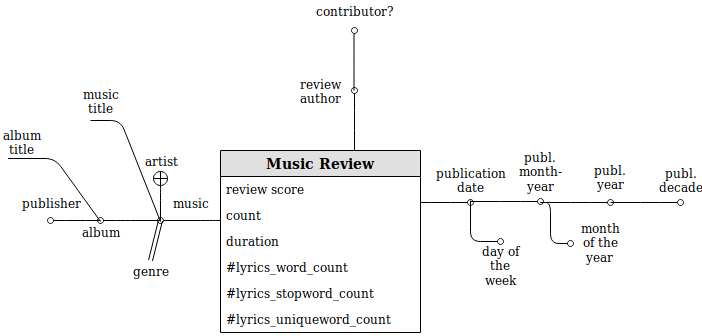 contributor?
review
author
music
title
album
title
artist
publisher
music
album
genre
Music Review
review score
count
duration
#lyrics_word_count
#lyrics_stopword_count
#lyrics_uniqueword_count
publication
date
publ.
month-
year
publ.
year
publ.
decade
day of
the
week
month
of the
year